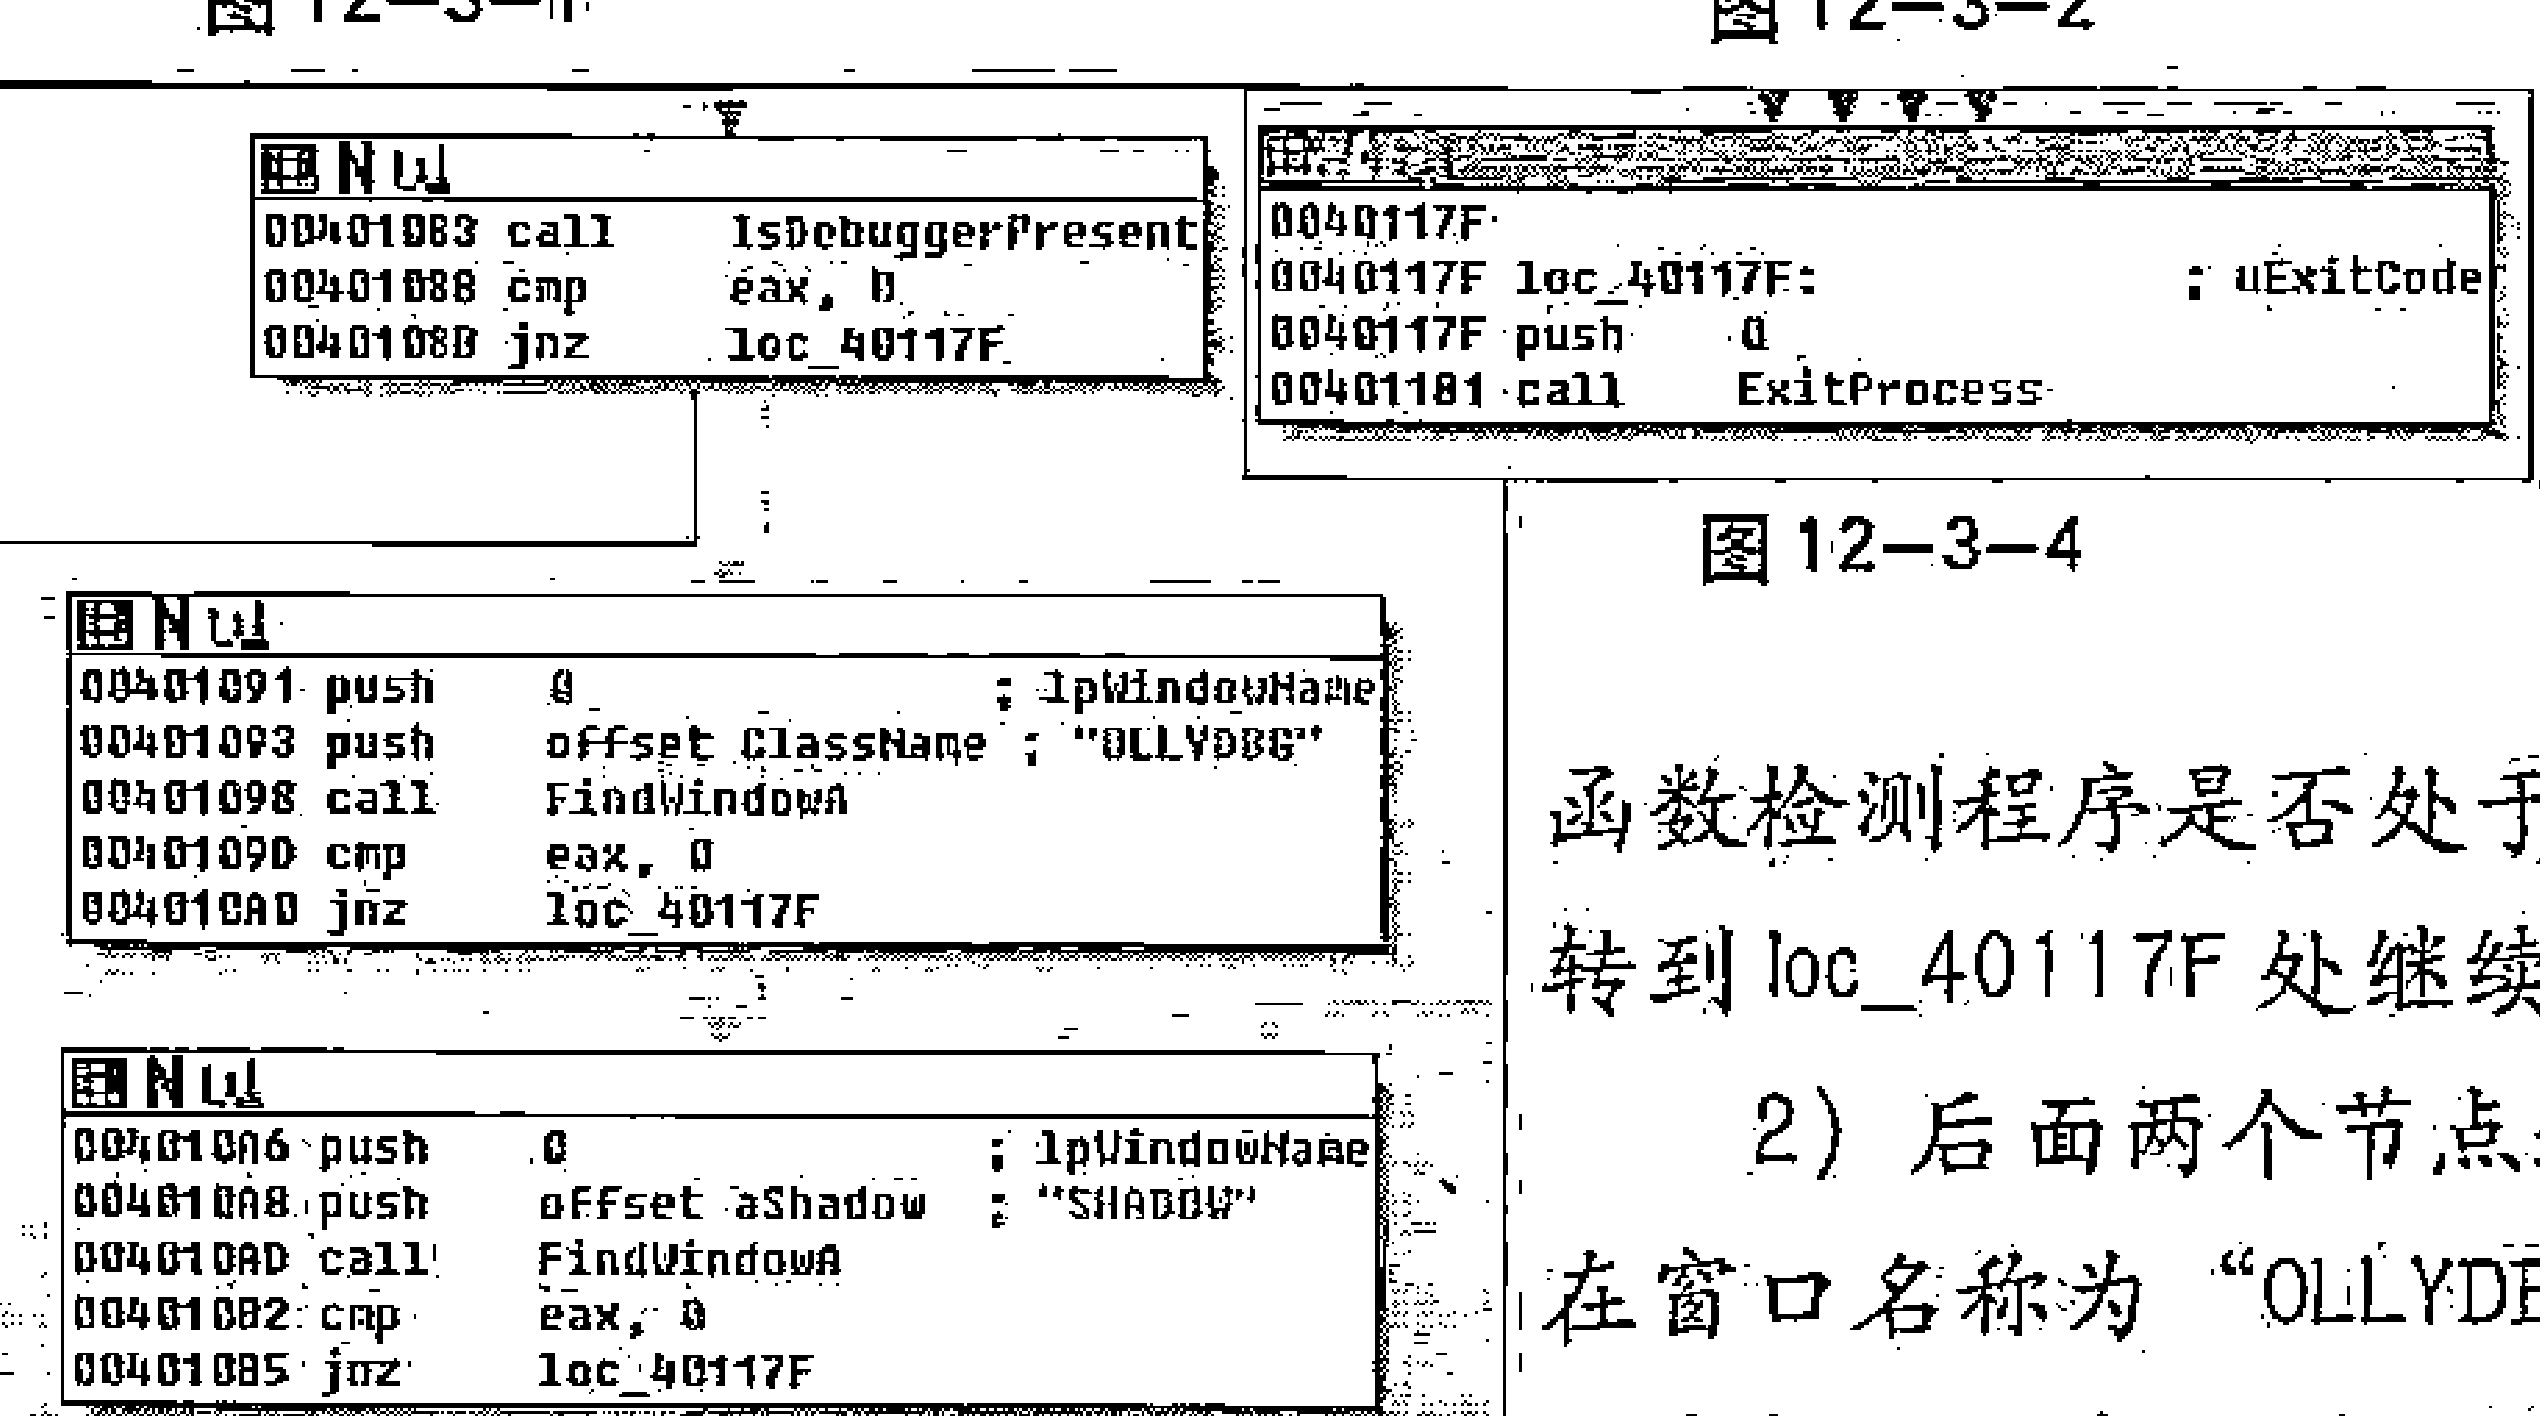 图 12-3-2
00401083 call IsDebuggerPresent
00401088 cmp eax, 0
0040108B jnz loc_40117F
0040117F
0040117F loc_40117F: ; uExitCode
0040117F push 0
00401181 call ExitProcess
图 12-3-4
00401091 push 0 ; lpWindowName
00401093 push offset ClassName ; "OLLYDBG"
00401098 call FindWindowA
0040109D cmp eax, 0
004010A0 jnz loc_40117F
004010A6 push 0 ; lpWindowName
004010A8 push offset aShadow ; "SHADOW"
004010AD call FindWindowA
004010B2 cmp eax, 0
004010B5 jnz loc_40117F
函数检测程序是否处于
转到 loc_40117F 处继续
2) 后面两个节点
在窗口名称为 “OLLYDB